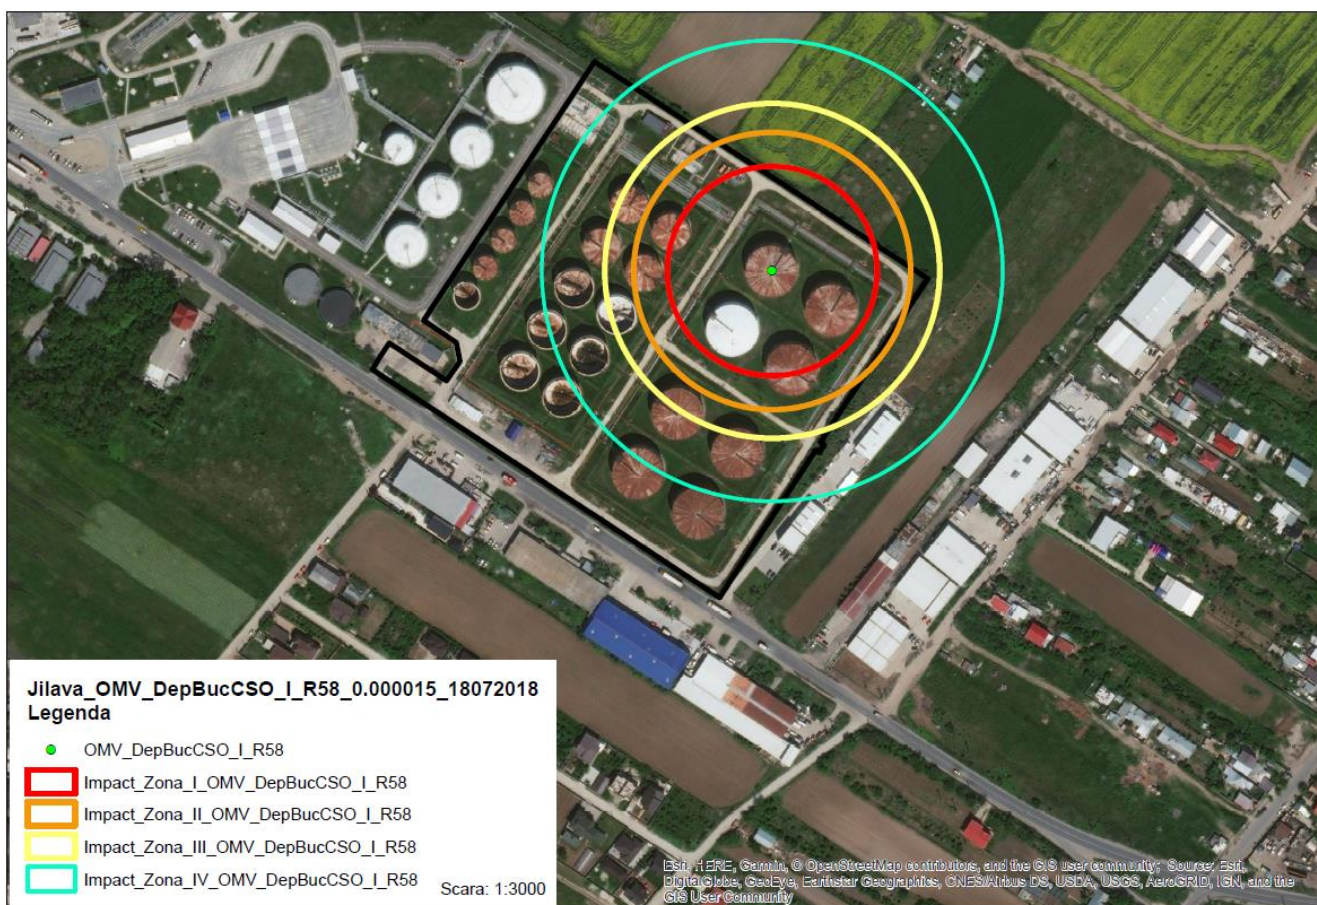 Jilava_OMV_DepBucCSO_I_R58_0.000015_18072018
Legenda
OMV_DepBucCSO_I_R58
Impact_Zona_I_OMV_DepBucCSO_I_R58
Impact_Zona_II_OMV_DepBucCSO_I_R58
Impact_Zona_III_OMV_DepBucCSO_I_R58
Impact_Zona_IV_OMV_DepBucCSO_I_R58
Scara: 1:3000
Esri, HERE, Garmin, © OpenStreetMap contributors, and the GIS user community; Source: Esri,
DigitalGlobe, GeoEye, Earthstar Geographics, CNES/Airbus DS, USDA, USGS, AeroGRID, IGN, and the
GIS User Community